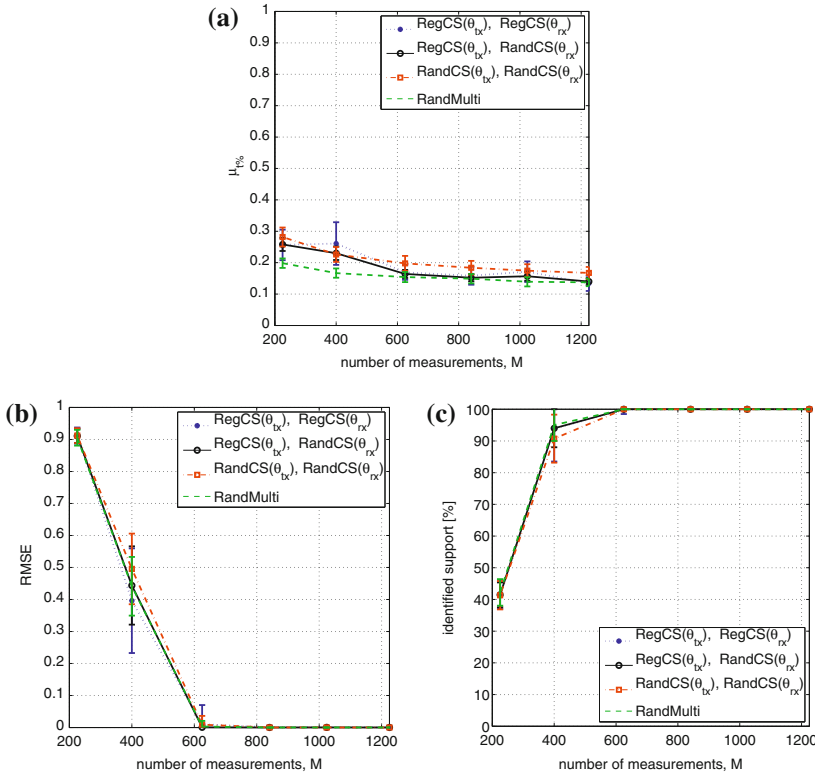 (a)
1
0.9
0.8
0.7
0.6
0.5
0.4
0.3
0.2
0.1
0
μt%
200 400 600 800 1000 1200
number of measurements, M
RegCS(θtx), RegCS(θrx)
RegCS(θtx), RandCS(θrx)
RandCS(θtx), RandCS(θrx)
RandMulti
(b)
1
0.9
0.8
0.7
0.6
0.5
0.4
0.3
0.2
0.1
0
RMSE
200 400 600 800 1000 1200
number of measurements, M
RegCS(θtx), RegCS(θrx)
RegCS(θtx), RandCS(θrx)
RandCS(θtx), RandCS(θrx)
RandMulti
(c)
100
90
80
70
60
50
40
30
20
10
0
identified support [%]
200 400 600 800 1000 1200
number of measurements, M
RegCS(θtx), RegCS(θrx)
RegCS(θtx), RandCS(θrx)
RandCS(θtx), RandCS(θrx)
RandMulti